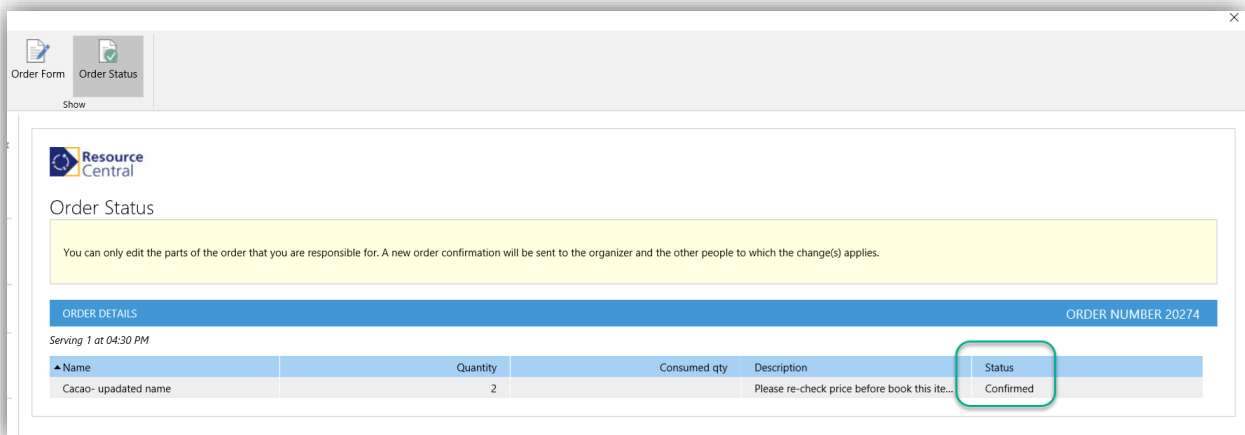 Order Form
Order Status
Show
Resource
Central
Order Status
You can only edit the parts of the order that you are responsible for. A new order confirmation will be sent to the organizer and the other people to which the change(s) applies.
ORDER DETAILS ORDER NUMBER 20274
Serving 1 at 04:30 PM
Name Quantity Consumed qty Description Status
Cacao- upadated name 2 Please re-check price before book this ite... Confirmed